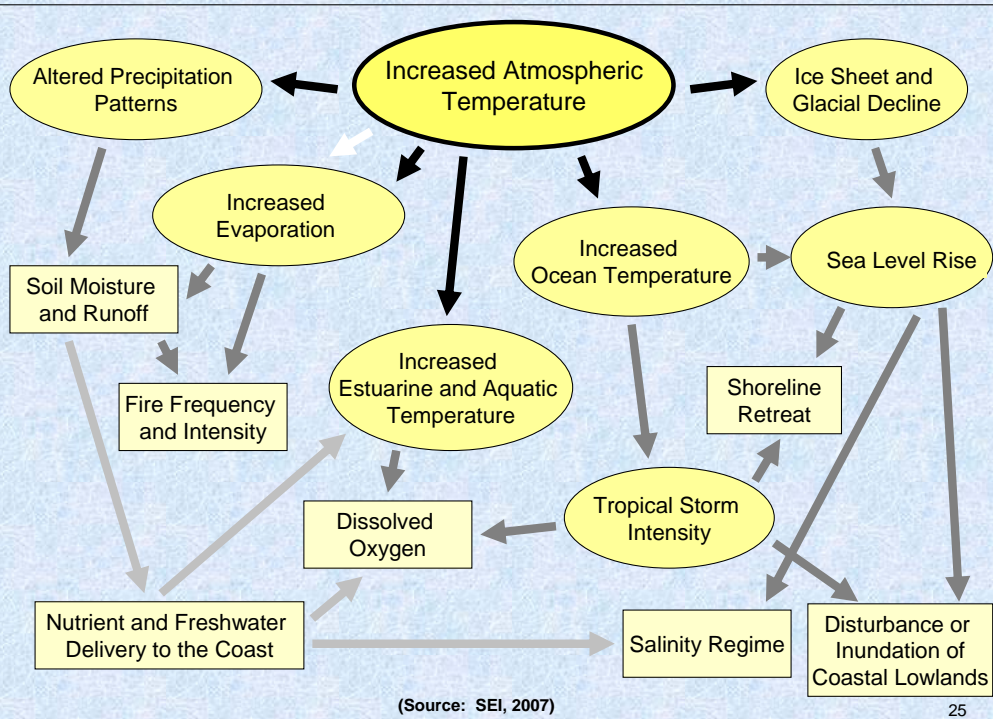 Altered Precipitation
Patterns
Increased Atmospheric
Temperature
Ice Sheet and
Glacial Decline
Increased
Evaporation
Increased
Ocean Temperature
Sea Level Rise
Soil Moisture
and Runoff
Increased
Estuarine and Aquatic
Temperature
Shoreline
Retreat
Fire Frequency
and Intensity
Tropical Storm
Intensity
Dissolved
Oxygen
Nutrient and Freshwater
Delivery to the Coast
Salinity Regime
Disturbance or
Inundation of
Coastal Lowlands
(Source: SEI, 2007)
25